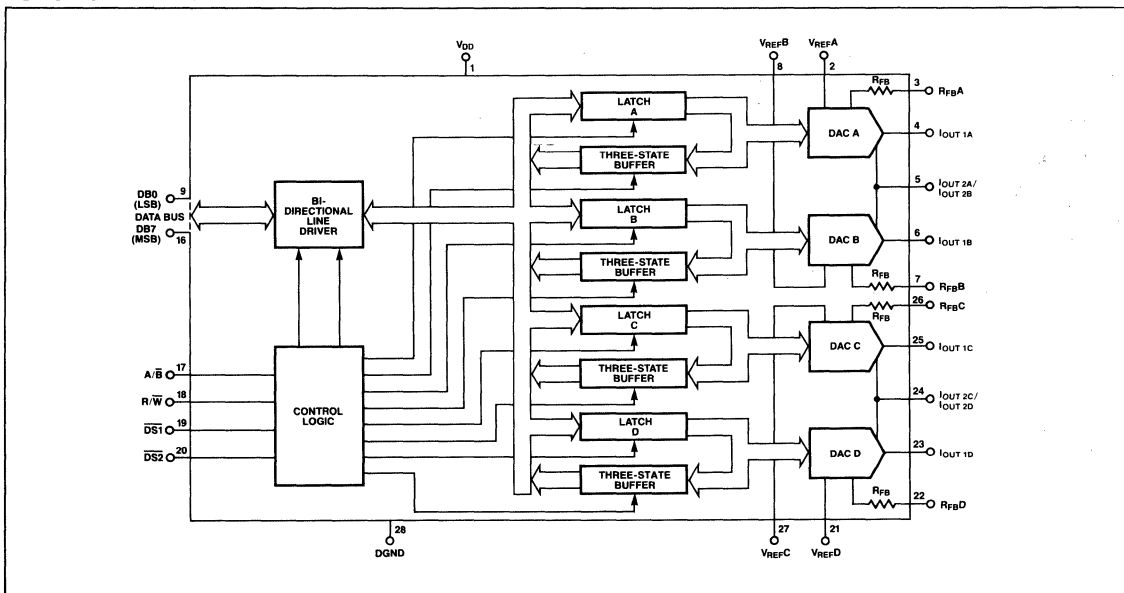 VDD
1
VREFB
8
VREFA
2
RFB
3
RFBA
LATCH
A
DAC A
4
IOUT 1A
THREE-STATE
BUFFER
5
IOUT 2A/
IOUT 2B
DB0
(LSB)
9
DATA BUS
DB7
(MSB)
16
BI-
DIRECTIONAL
LINE
DRIVER
LATCH
B
DAC B
6
IOUT 1B
THREE-STATE
BUFFER
RFB
7
RFBB
26
RFBC
RFB
LATCH
C
DAC C
25
IOUT 1C
THREE-STATE
BUFFER
24
IOUT 2C/
IOUT 2D
A/B̅
17
R/W̅
18
D̅S̅1̅
19
D̅S̅2̅
20
CONTROL
LOGIC
LATCH
D
DAC D
23
IOUT 1D
THREE-STATE
BUFFER
RFB
22
RFBD
28
DGND
27
VREFC
21
VREFD